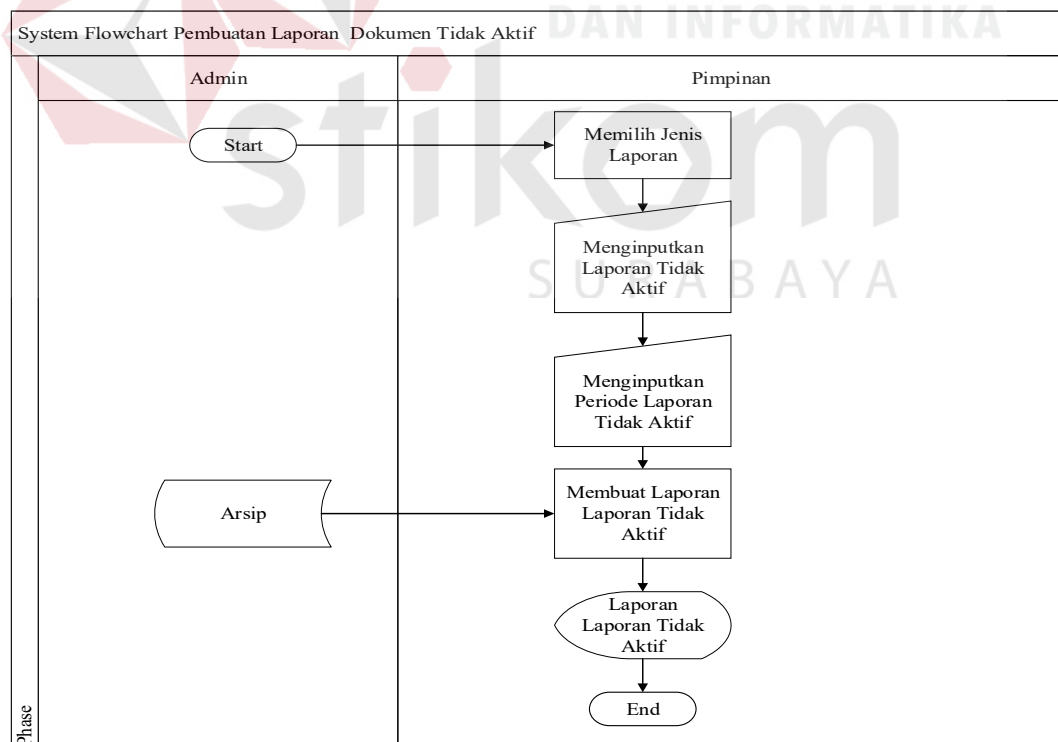 DAN INFORMATIKA
System Flowchart Pembuatan Laporan Dokumen Tidak Aktif
Admin
Pimpinan
Start
Memilih Jenis
Laporan
stikom
SURABAYA
Menginputkan
Laporan Tidak
Aktif
Menginputkan
Periode Laporan
Tidak Aktif
Arsip
Membuat Laporan
Laporan Tidak
Aktif
Laporan
Laporan Tidak
Aktif
End
Phase